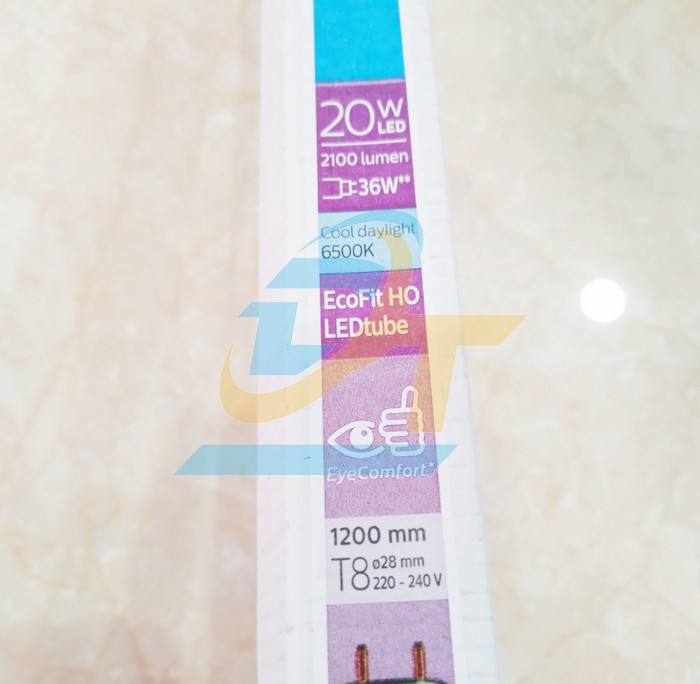 20W
LED
2100 lumen
36W**
Cool daylight
6500K
EcoFit HO
LEDtube
EyeComfort*
1200 mm
T8
ø28 mm
220 - 240 V